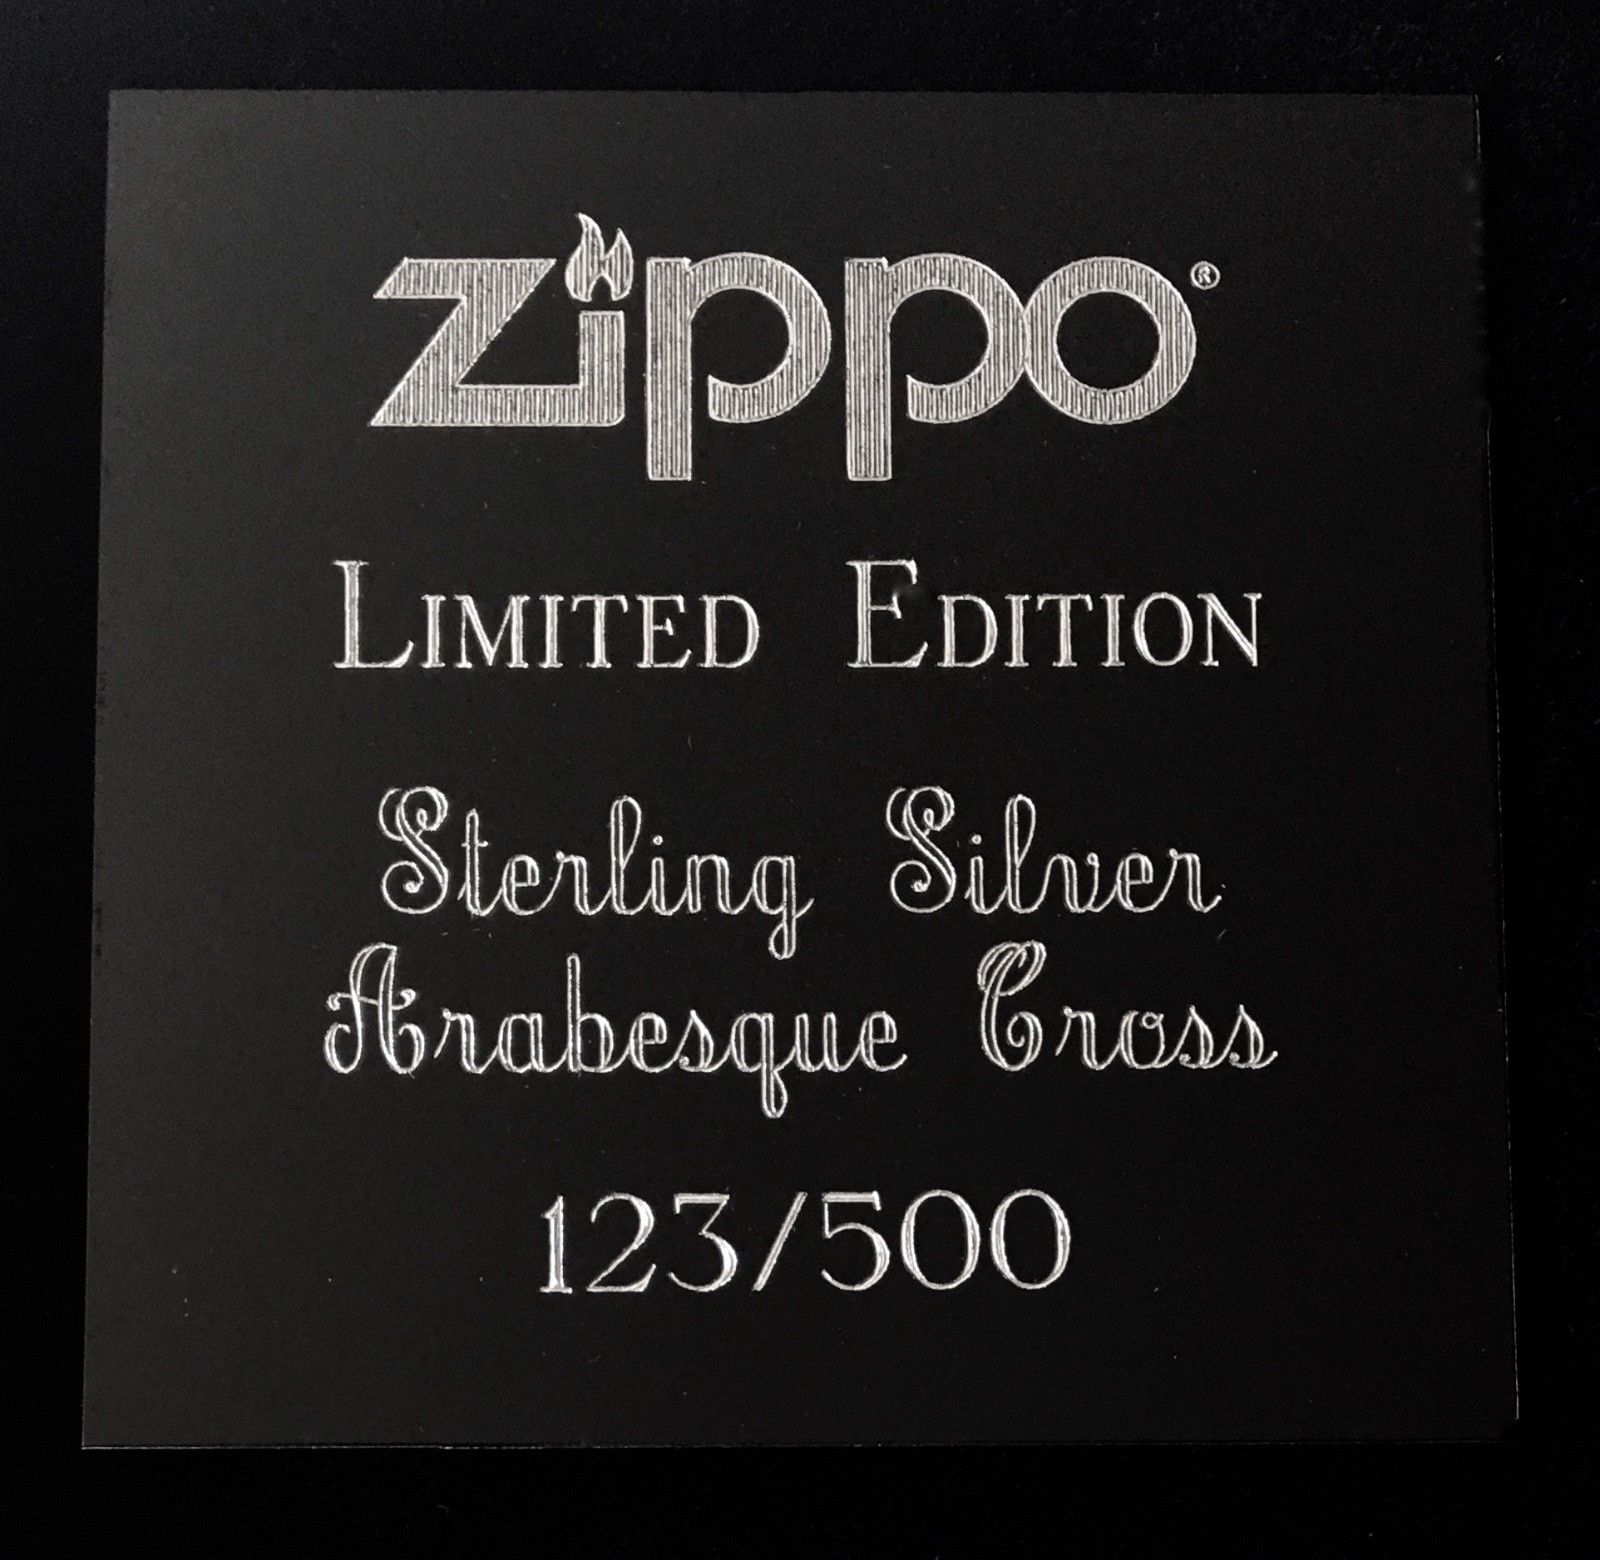 Zippo®
LIMITED EDITION
Sterling Silver
Arabesque Cross
123/500